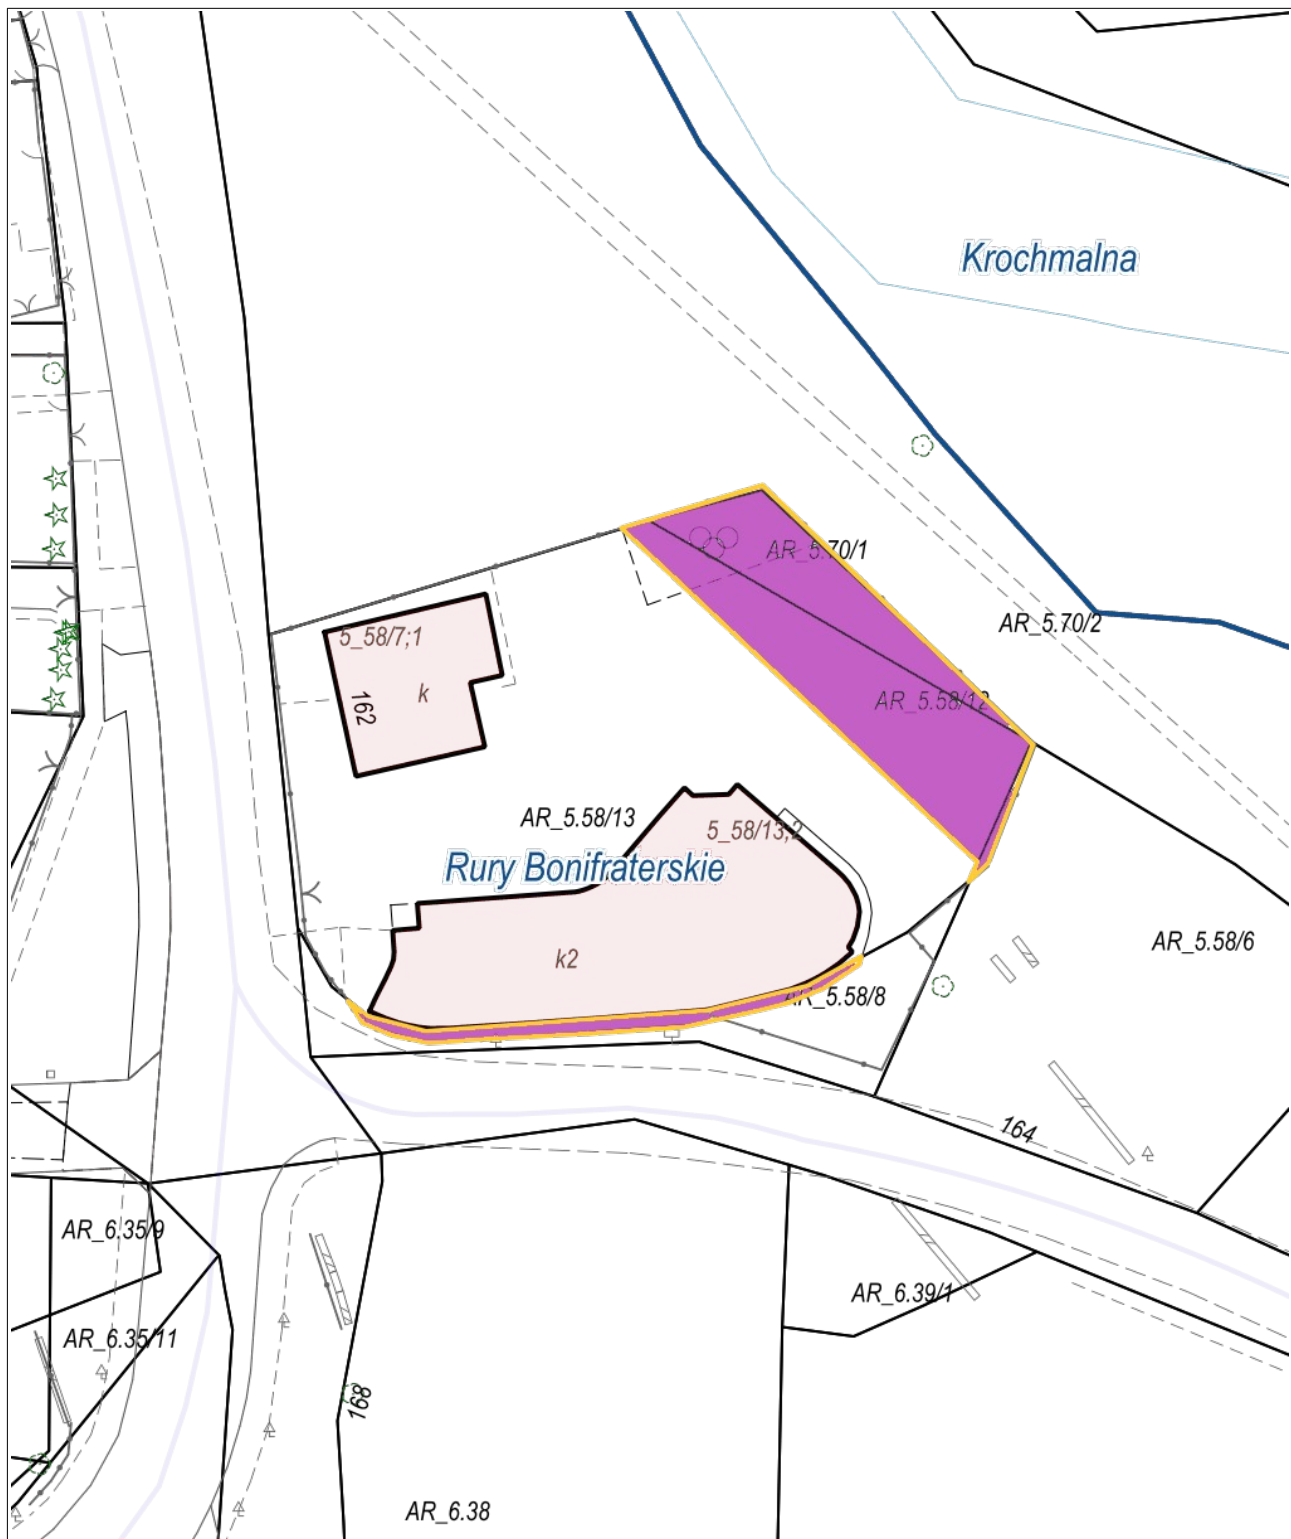 Krochmalna
AR_5.70/1
AR_5.70/2
5_58/7;1
k
162
AR_5.58/12
AR_5.58/13
5_58/13;2
Rury Bonifraterskie
k2
AR_5.58/6
AR_5.58/8
164
AR_6.35/9
AR_6.39/1
AR_6.35/11
168
AR_6.38